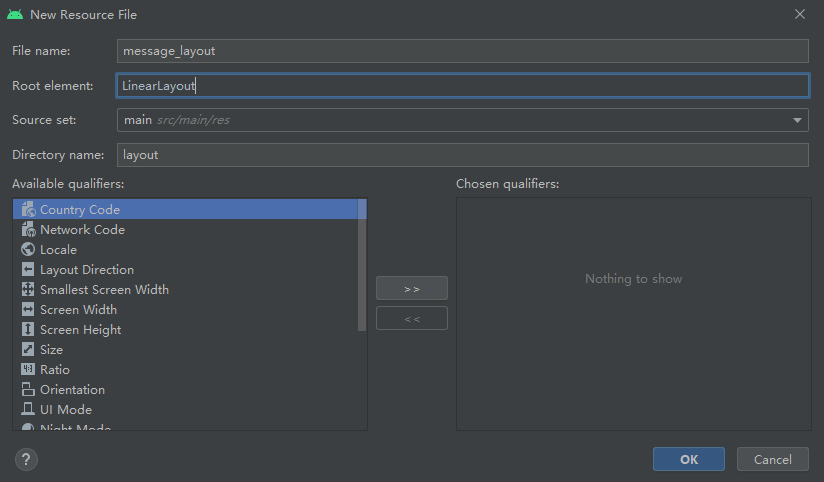 New Resource File
File name: message_layout
Root element: LinearLayout
Source set: main src/main/res
Directory name: layout
Available qualifiers: Chosen qualifiers:
Country Code
Network Code
Locale
Layout Direction
Smallest Screen Width
Screen Width
Screen Height
Size
Ratio
Orientation
UI Mode
Night Mode
>>
<<
Nothing to show
? OK Cancel